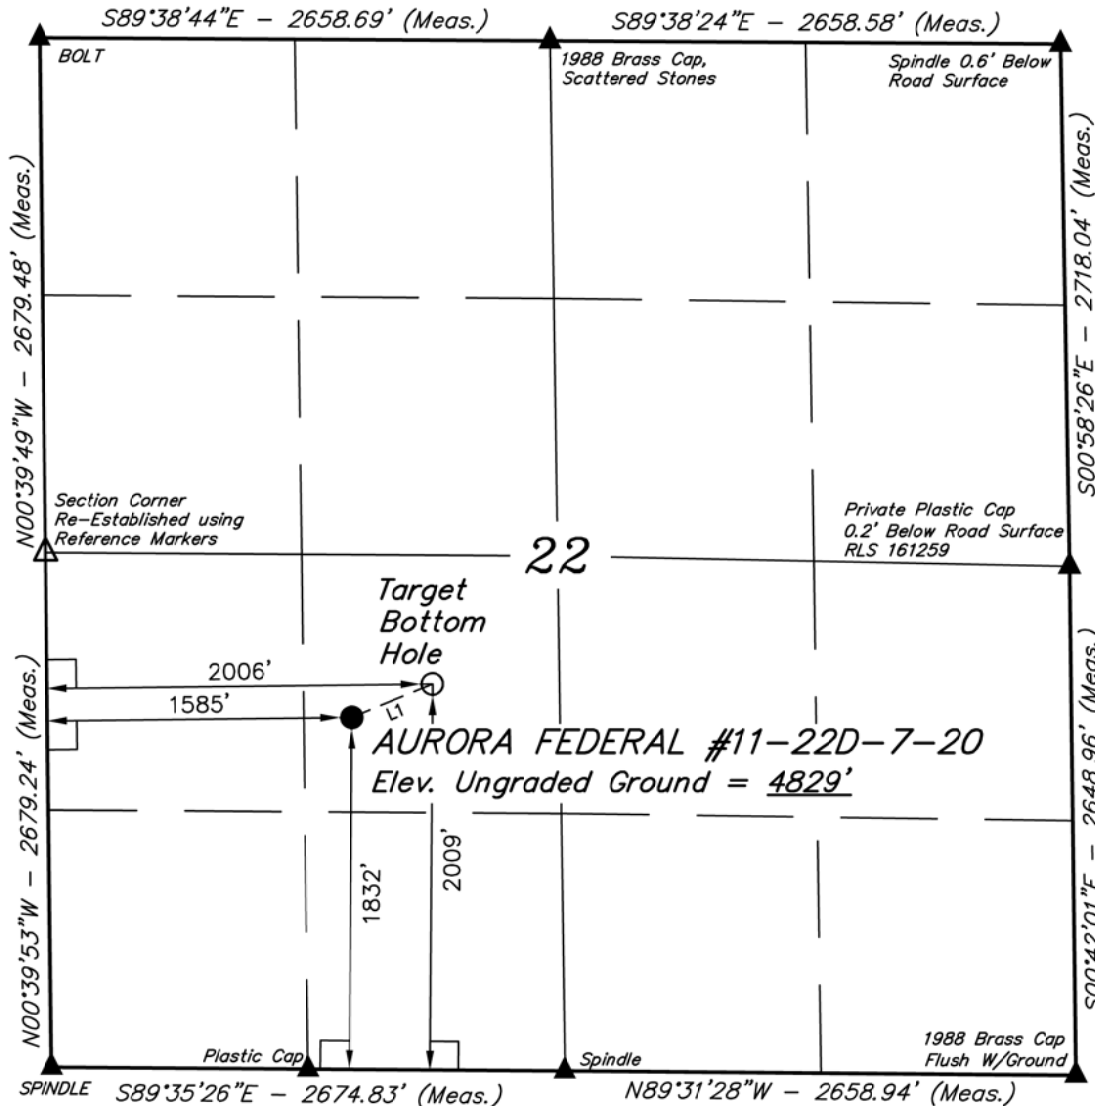 S89°38'44"E - 2658.69' (Meas.)
S89°38'24"E - 2658.58' (Meas.)
BOLT
1988 Brass Cap,
Scattered Stones
Spindle 0.6' Below
Road Surface
N00°39'49"W - 2679.48' (Meas.)
S00°58'26"E - 2718.04' (Meas.)
Section Corner
Re-Established using
Reference Markers
Private Plastic Cap
0.2' Below Road Surface
RLS 161259
22
Target
Bottom
Hole
2006'
1585'
L1
AURORA FEDERAL #11-22D-7-20
Elev. Ungraded Ground = 4829'
1832'
2009'
N00°39'53"W - 2679.24' (Meas.)
S00°42'01"E - 2648.96' (Meas.)
Plastic Cap
Spindle
1988 Brass Cap
Flush W/Ground
SPINDLE
S89°35'26"E - 2674.83' (Meas.)
N89°31'28"W - 2658.94' (Meas.)